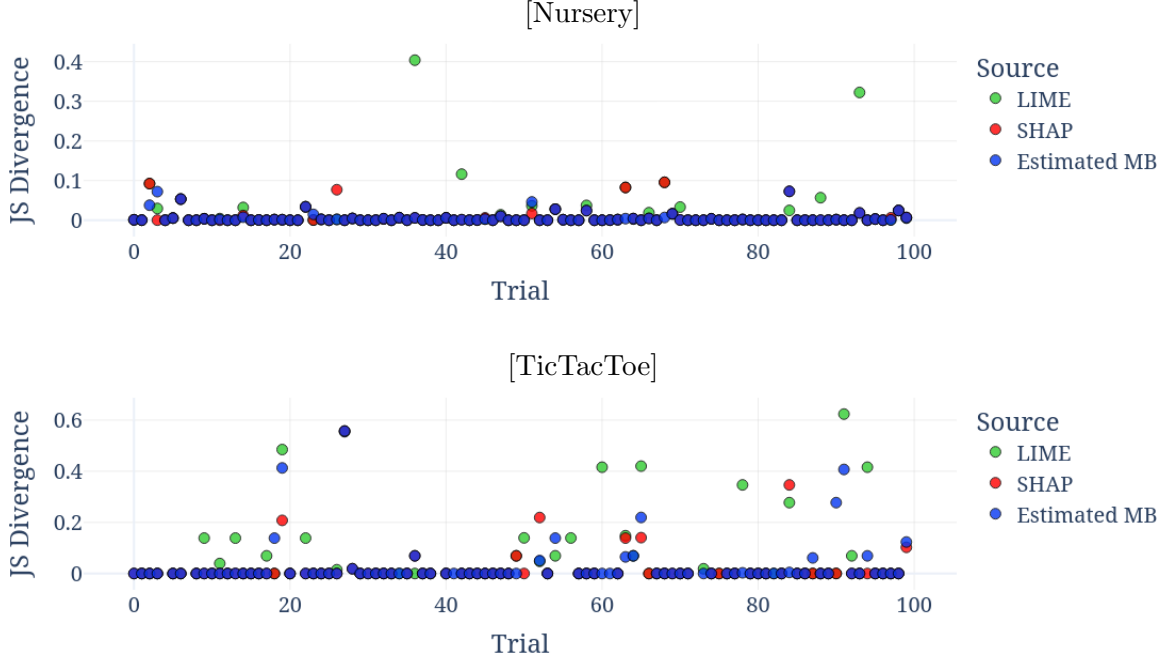 [Nursery]
JS Divergence
0.4
0.3
0.2
0.1
0
0 20 40 60 80 100
Trial
Source
LIME
SHAP
Estimated MB
[TicTacToe]
JS Divergence
0.6
0.4
0.2
0
0 20 40 60 80 100
Trial
Source
LIME
SHAP
Estimated MB